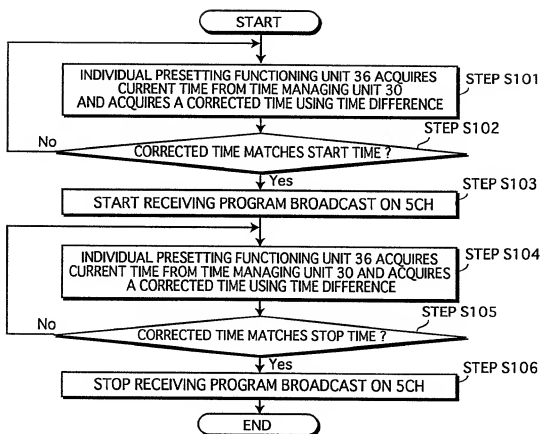 START
INDIVIDUAL PRESETTING FUNCTIONING UNIT 36 ACQUIRES
CURRENT TIME FROM TIME MANAGING UNIT 30
AND ACQUIRES A CORRECTED TIME USING TIME DIFFERENCE
STEP S101
STEP S102
No
CORRECTED TIME MATCHES START TIME ?
Yes
STEP S103
START RECEIVING PROGRAM BROADCAST ON 5CH
INDIVIDUAL PRESETTING FUNCTIONING UNIT 36 ACQUIRES
CURRENT TIME FROM TIME MANAGING UNIT 30 AND ACQUIRES
A CORRECTED TIME USING TIME DIFFERENCE
STEP S104
STEP S105
No
CORRECTED TIME MATCHES STOP TIME ?
Yes
STEP S106
STOP RECEIVING PROGRAM BROADCAST ON 5CH
END